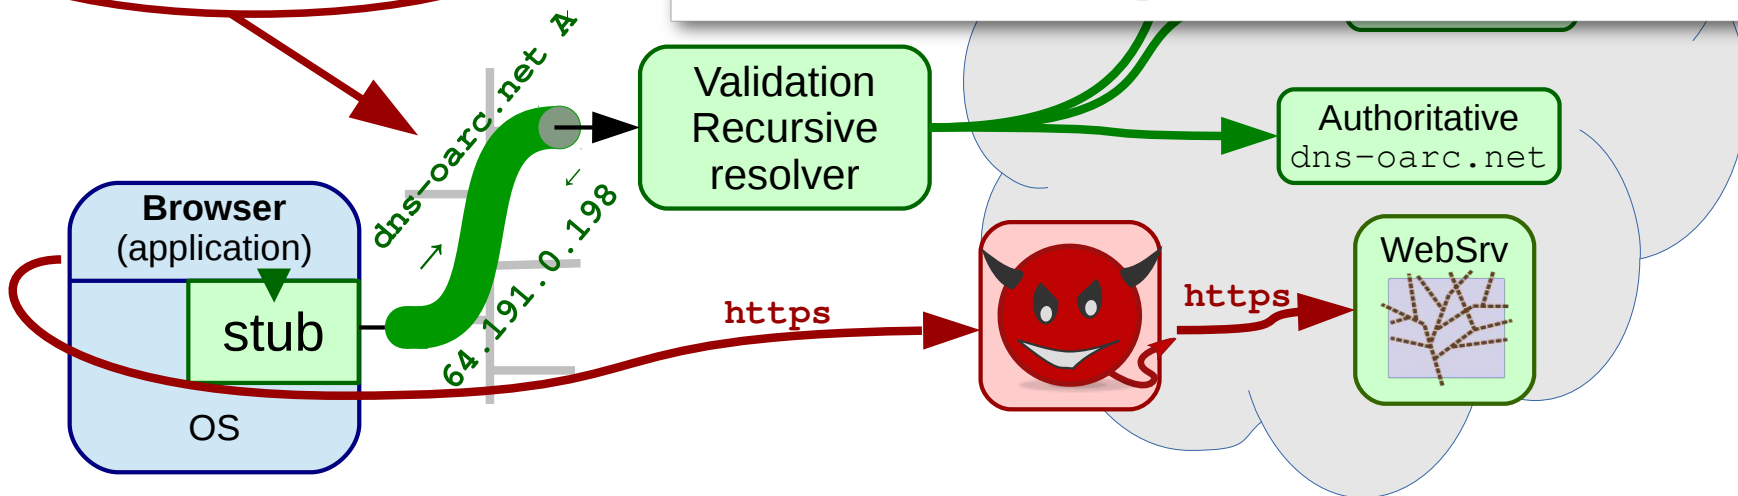 dns-oarc.net A
→
Validation
Recursive
resolver
Authoritative
dns-oarc.net
Browser
(application)
←
64.191.0.198
stub
OS
https
https
WebSrv